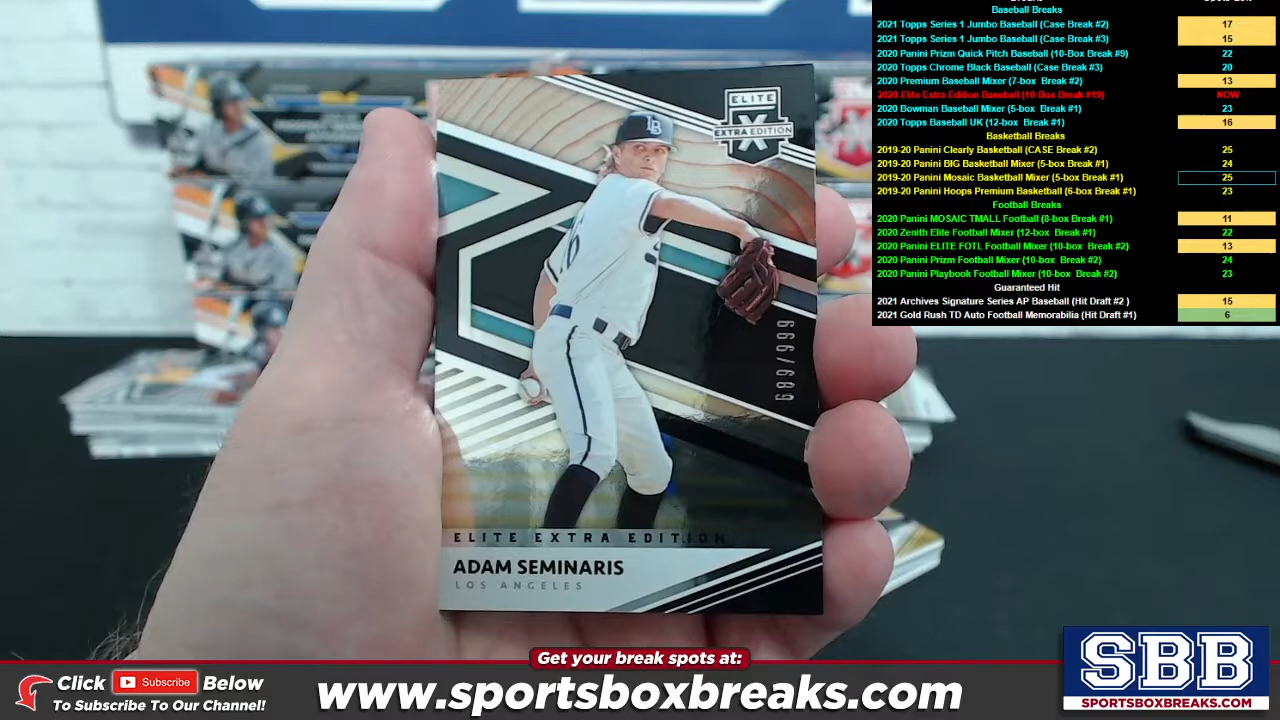 Baseball Breaks
2021 Topps Series 1 Jumbo Baseball (Case Break #2) 17
2021 Topps Series 1 Jumbo Baseball (Case Break #3) 15
2020 Panini Prizm Quick Pitch Baseball (10-Box Break #9) 22
2020 Topps Chrome Black Baseball (Case Break #3) 20
2020 Premium Baseball Mixer (7-box Break #2) 13
2020 Elite Extra Edition Baseball (10-Box Break #19) NOW
2020 Bowman Baseball Mixer (5-box Break #1) 23
2020 Topps Baseball UK (12-box Break #1) 16
Basketball Breaks
2019-20 Panini Clearly Basketball (CASE Break #2) 25
2019-20 Panini BIG Basketball Mixer (5-box Break #1) 24
2019-20 Panini Mosaic Basketball Mixer (5-box Break #1) 25
2019-20 Panini Hoops Premium Basketball (6-box Break #1) 23
Football Breaks
2020 Panini MOSAIC TMALL Football (8-box Break #1) 11
2020 Zenith Elite Football Mixer (12-box Break #1) 22
2020 Panini ELITE FOTL Football Mixer (10-box Break #2) 13
2020 Panini Prizm Football Mixer (10-box Break #2) 24
2020 Panini Playbook Football Mixer (10-box Break #2) 23
Guaranteed Hit
2021 Archives Signature Series AP Baseball (Hit Draft #2 ) 15
2021 Gold Rush TD Auto Football Memorabilia (Hit Draft #1) 6
ELITE
X
EXTRA EDITION
LB
689/999
ELITE EXTRA EDITION
ADAM SEMINARIS
LOS ANGELES
Get your break spots at:
Click Subscribe Below
To Subscribe To Our Channel!
www.sportsboxbreaks.com
SBB
SPORTSBOXBREAKS.COM